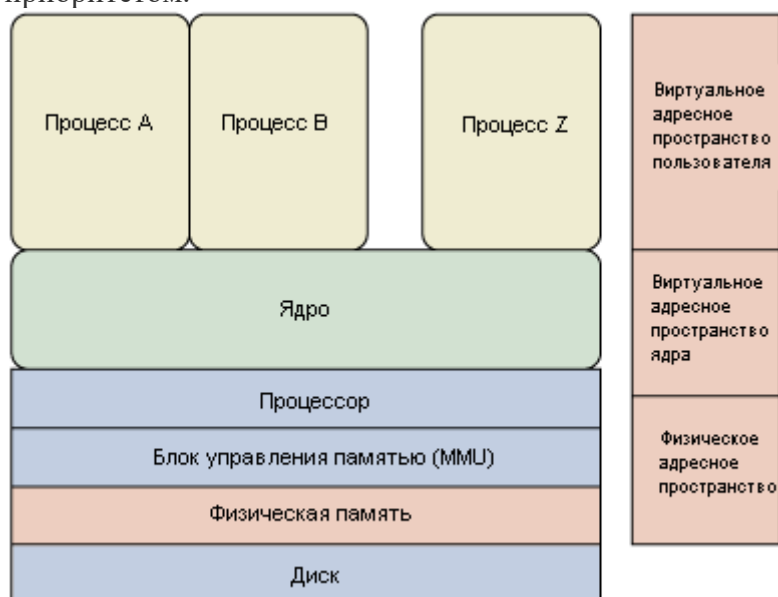 приоритетом.
Процесс A
Процесс B
Процесс Z
Виртуальное
адресное
пространство
пользователя
Ядро
Виртуальное
адресное
пространство
ядра
Процессор
Блок управления памятью (MMU)
Физическая память
Диск
Физическое
адресное
пространство